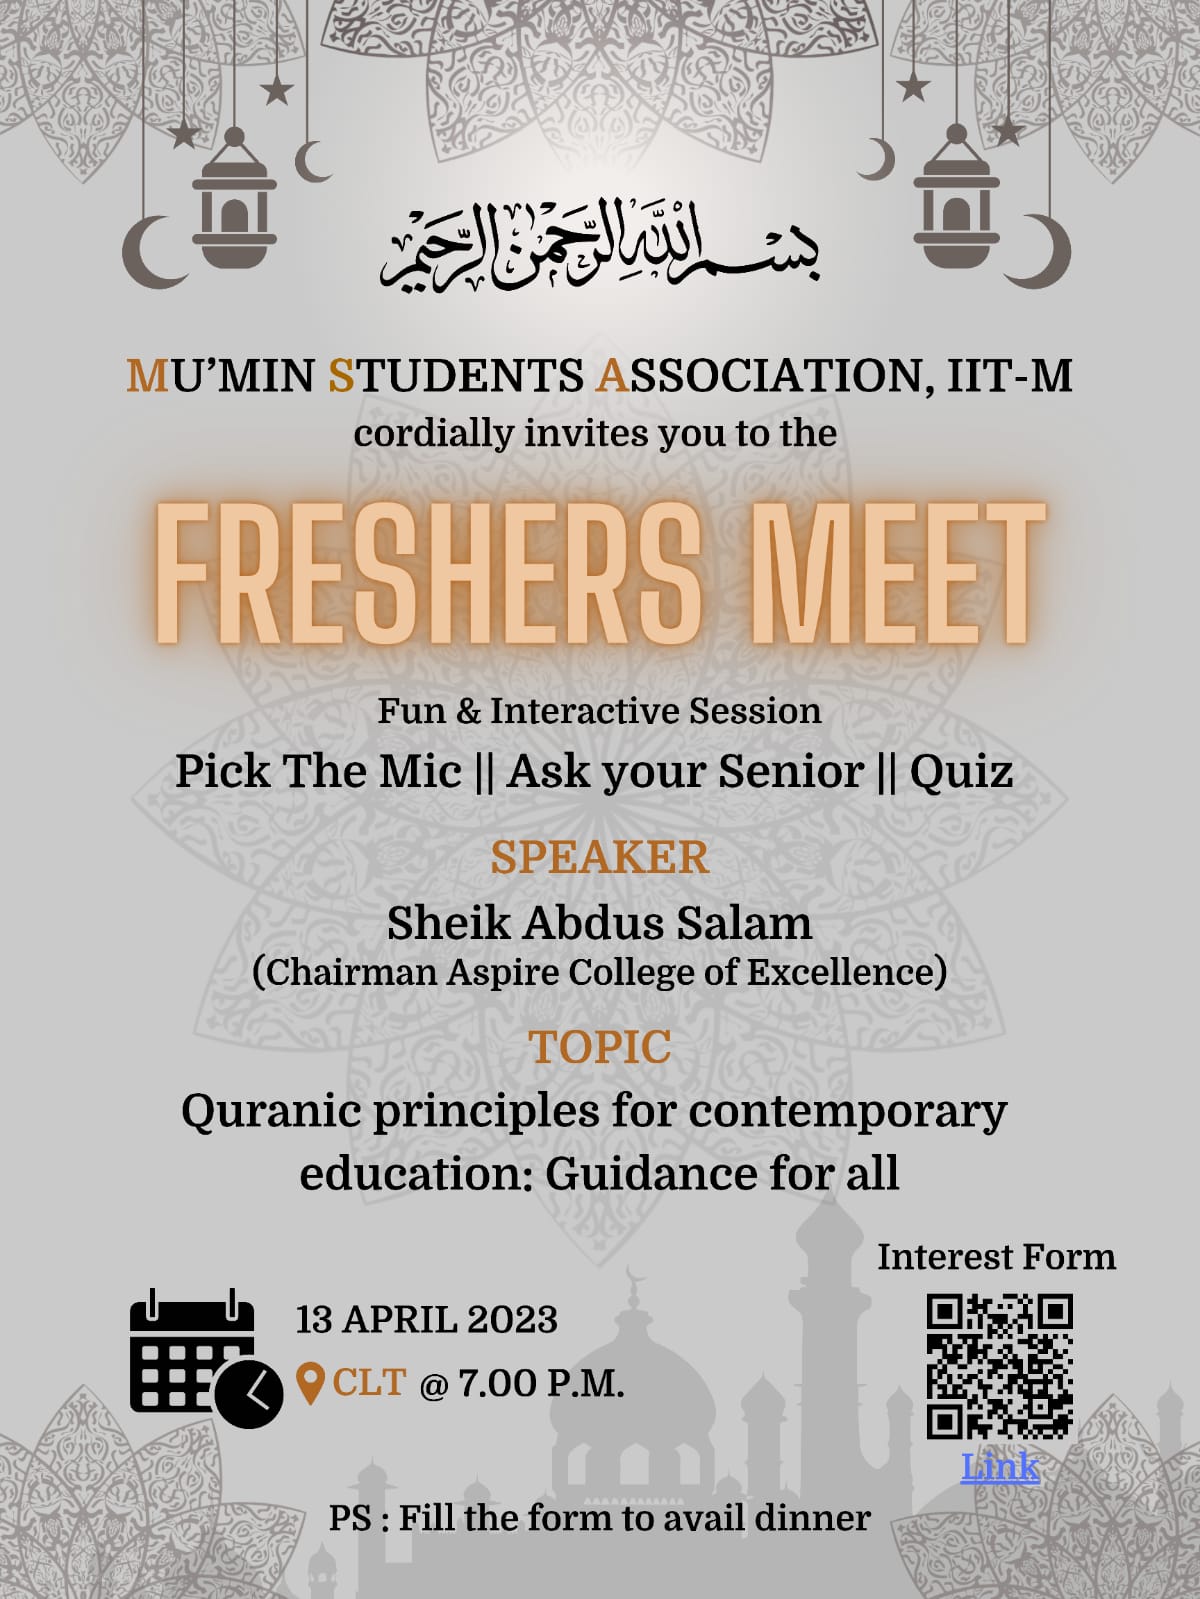 بسم الله الرحمن الرحيم
MU’MIN STUDENTS ASSOCIATION, IIT-M
cordially invites you to the
FRESHERS MEET
Fun & Interactive Session
Pick The Mic || Ask your Senior || Quiz
SPEAKER
Sheik Abdus Salam
(Chairman Aspire College of Excellence)
TOPIC
Quranic principles for contemporary
education: Guidance for all
Interest Form
13 APRIL 2023
CLT @ 7.00 P.M.
Link
PS : Fill the form to avail dinner